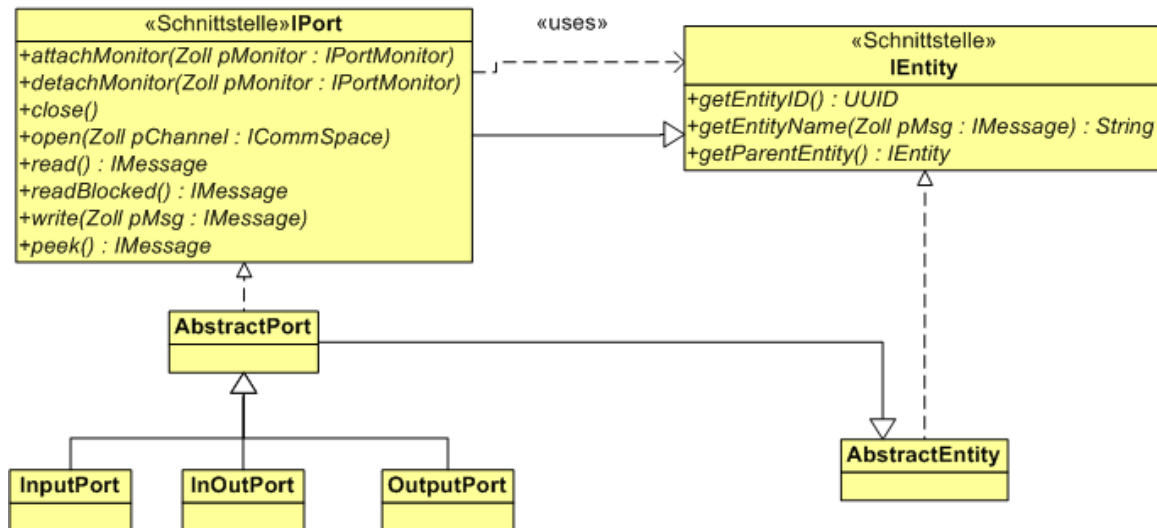 «Schnittstelle»IPort
+attachMonitor(Zoll pMonitor : IPortMonitor)
+detachMonitor(Zoll pMonitor : IPortMonitor)
+close()
+open(Zoll pChannel : ICommSpace)
+read() : IMessage
+readBlocked() : IMessage
+write(Zoll pMsg : IMessage)
+peek() : IMessage
«uses»
«Schnittstelle»
IEntity
+getEntityID() : UUID
+getEntityName(Zoll pMsg : IMessage) : String
+getParentEntity() : IEntity
AbstractPort
AbstractEntity
InputPort
InOutPort
OutputPort